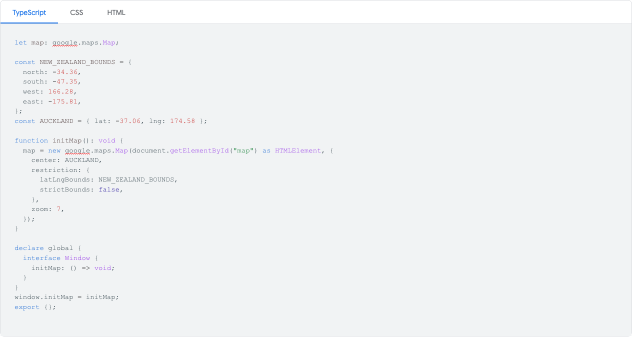 TypeScript CSS HTML
let map: google.maps.Map;
const NEW_ZEALAND_BOUNDS = {
  north: -34.36,
  south: -47.35,
  west: 166.28,
  east: -175.81,
};
const AUCKLAND = { lat: -37.06, lng: 174.58 };
function initMap(): void {
  map = new google.maps.Map(document.getElementById("map") as HTMLElement, {
    center: AUCKLAND,
    restriction: {
      latLngBounds: NEW_ZEALAND_BOUNDS,
      strictBounds: false,
    },
    zoom: 7,
  });
}
declare global {
  interface Window {
    initMap: () => void;
  }
}
window.initMap = initMap;
export {};